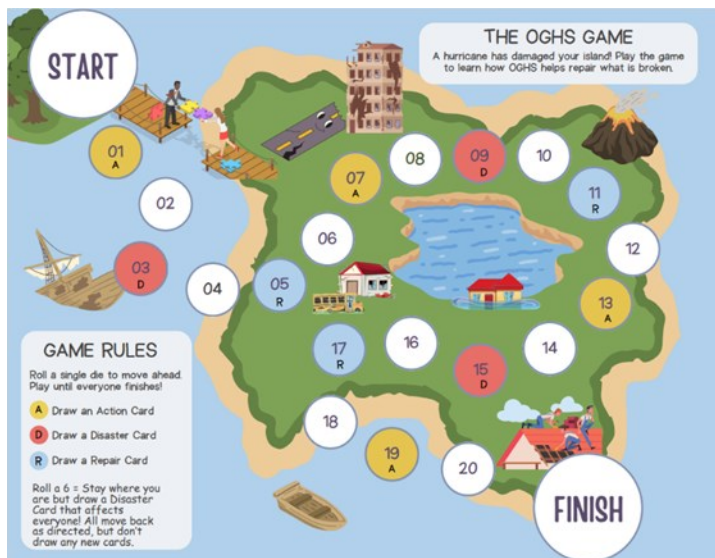 START
THE OGHS GAME
A hurricane has damaged your island! Play the game
to learn how OGHS helps repair what is broken.
01
A
02
03
D
04
05
R
06
07
A
08
09
D
10
11
R
12
13
A
14
15
D
16
17
R
18
19
A
20
FINISH
GAME RULES
Roll a single die to move ahead.
Play until everyone finishes!
A Draw an Action Card
D Draw a Disaster Card
R Draw a Repair Card
Roll a 6 = Stay where you
are but draw a Disaster
Card that affects
everyone! All move back
as directed, but don't
draw any new cards.